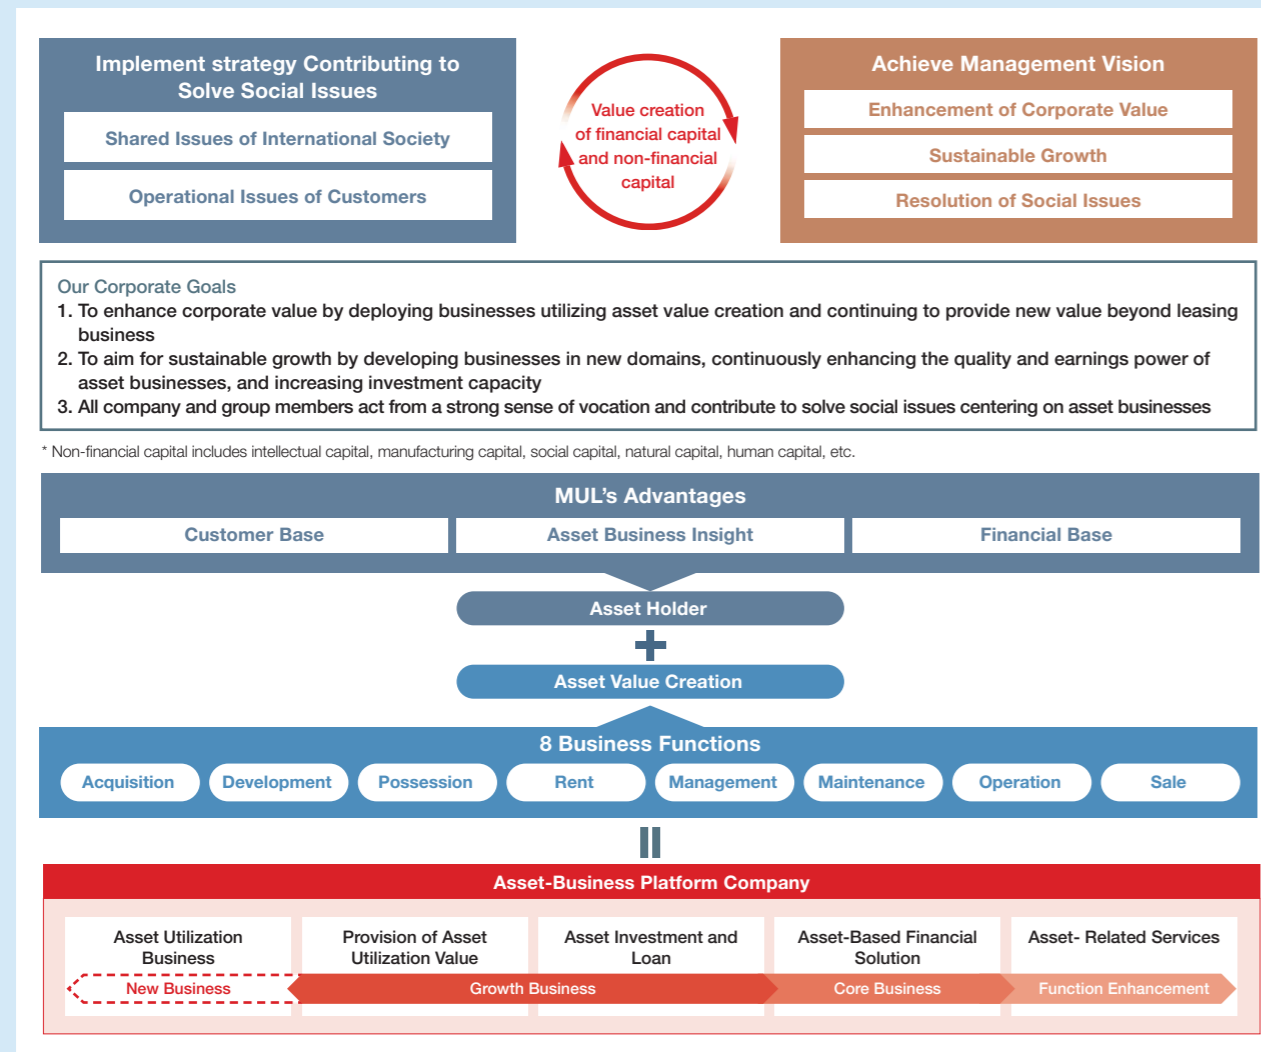 Implement strategy Contributing to
Solve Social Issues
Shared Issues of International Society
Operational Issues of Customers
Value creation
of financial capital
and non-financial
capital
Achieve Management Vision
Enhancement of Corporate Value
Sustainable Growth
Resolution of Social Issues
Our Corporate Goals
1. To enhance corporate value by deploying businesses utilizing asset value creation and continuing to provide new value beyond leasing
business
2. To aim for sustainable growth by developing businesses in new domains, continuously enhancing the quality and earnings power of
asset businesses, and increasing investment capacity
3. All company and group members act from a strong sense of vocation and contribute to solve social issues centering on asset businesses
* Non-financial capital includes intellectual capital, manufacturing capital, social capital, natural capital, human capital, etc.
MUL's Advantages
Customer Base
Asset Business Insight
Financial Base
Asset Holder
+
Asset Value Creation
8 Business Functions
Acquisition
Development
Possession
Rent
Management
Maintenance
Operation
Sale
Asset-Business Platform Company
Asset Utilization
Business
Provision of Asset
Utilization Value
Asset Investment and
Loan
Asset-Based Financial
Solution
Asset- Related Services
New Business
Growth Business
Core Business
Function Enhancement